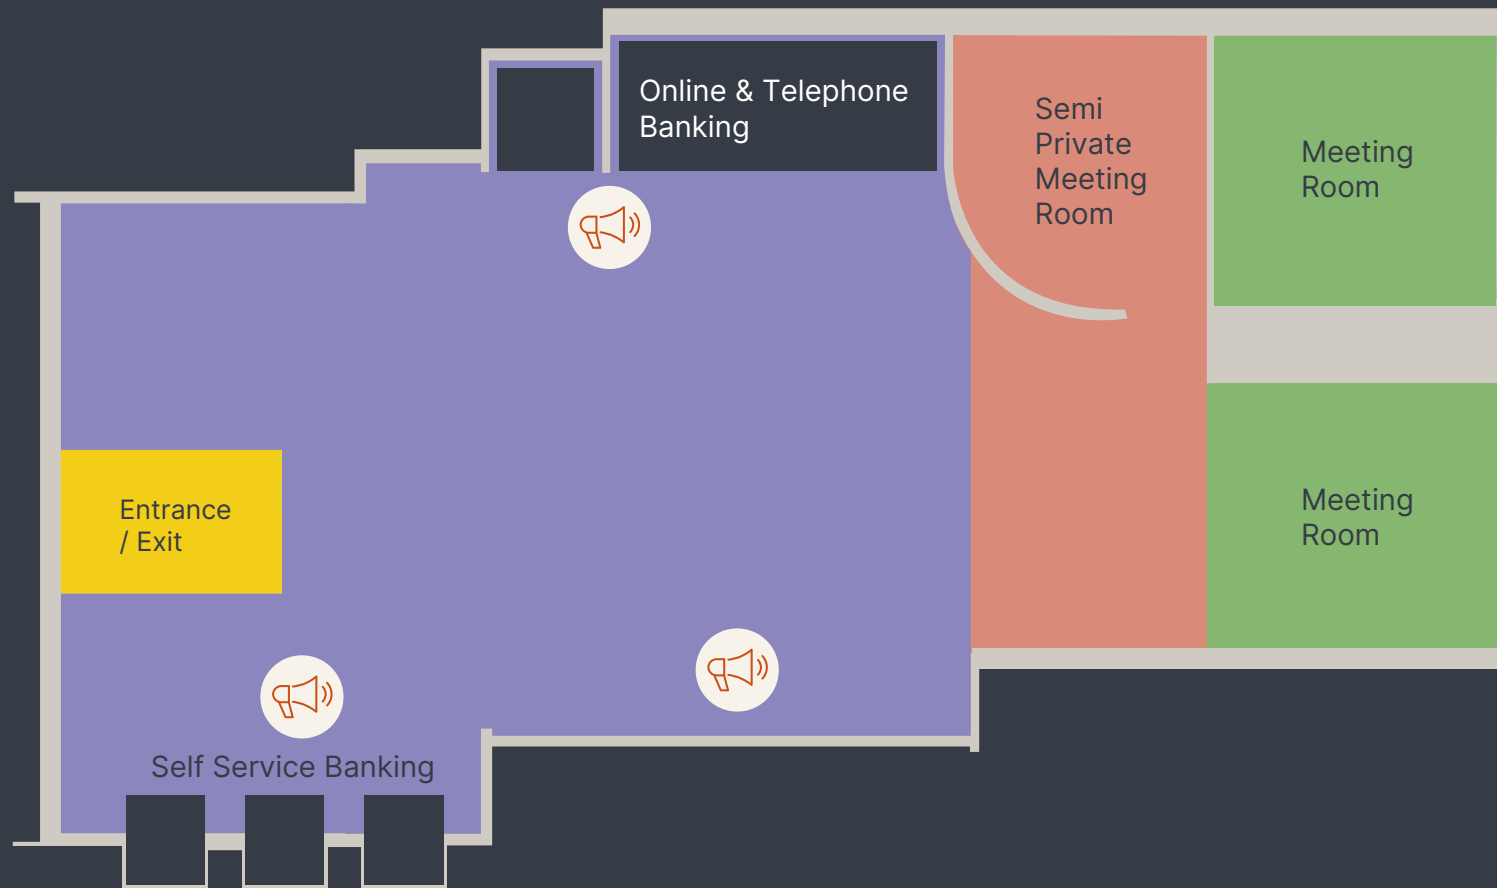 Online & Telephone
Banking
Semi
Private
Meeting
Room
Meeting
Room
Entrance
/ Exit
Meeting
Room
Self Service Banking